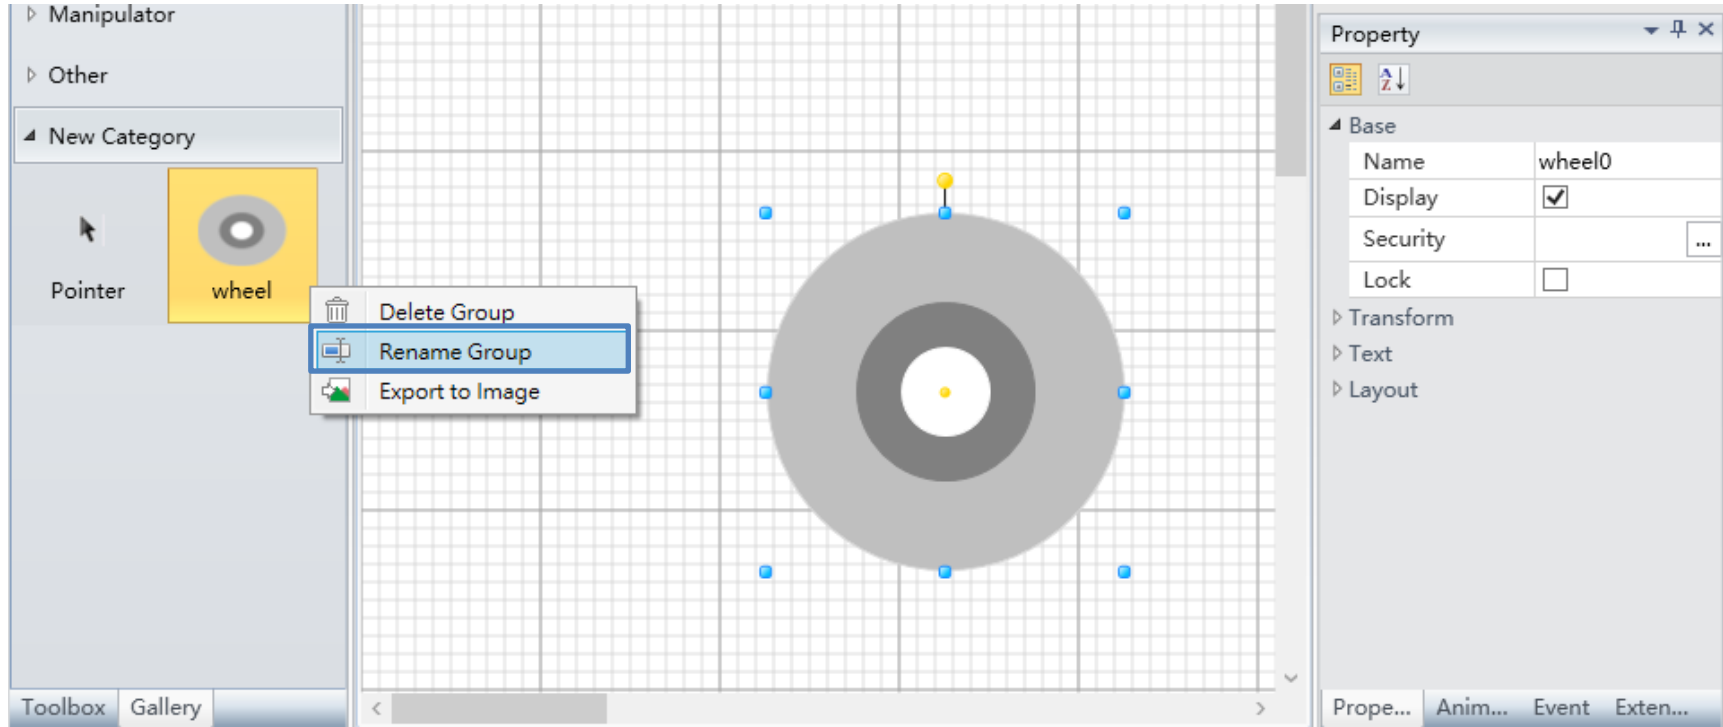 Manipulator
Other
New Category
Pointer
wheel
Delete Group
Rename Group
Export to Image
Toolbox
Gallery
Property
Base
Name wheel0
Display
Security ...
Lock
Transform
Text
Layout
Prope... Anim... Event Exten...